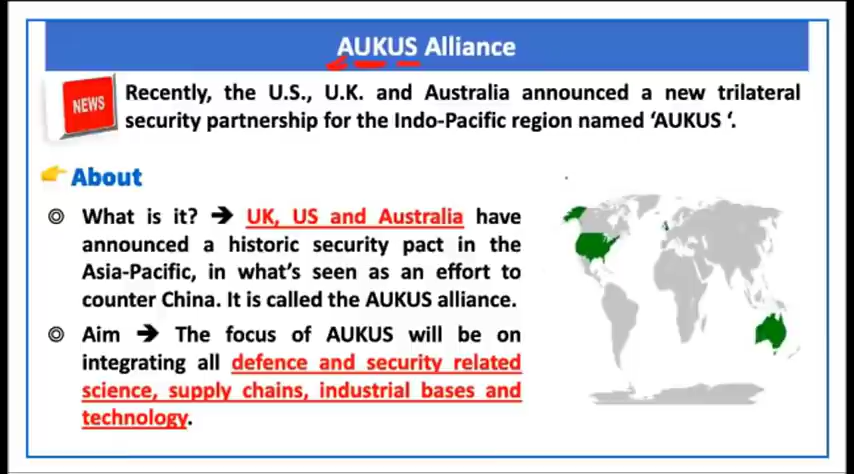 AUKUS Alliance
NEWS
Recently, the U.S., U.K. and Australia announced a new trilateral
security partnership for the Indo-Pacific region named ‘AUKUS ‘.
About
What is it? ➔ UK, US and Australia have
announced a historic security pact in the
Asia-Pacific, in what’s seen as an effort to
counter China. It is called the AUKUS alliance.
Aim ➔ The focus of AUKUS will be on
integrating all defence and security related
science, supply chains, industrial bases and
technology.